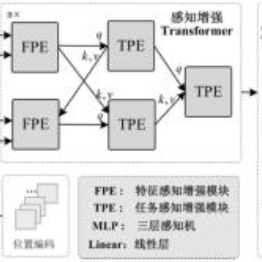 n×
感知增强
Transformer
FPE
q
TPE
k,v
q
TPE
k,v
k,v
FPE
q
TPE
位置编码
FPE： 特征感知增强模块
TPE： 任务感知增强模块
MLP： 三层感知机
Linear： 线性层